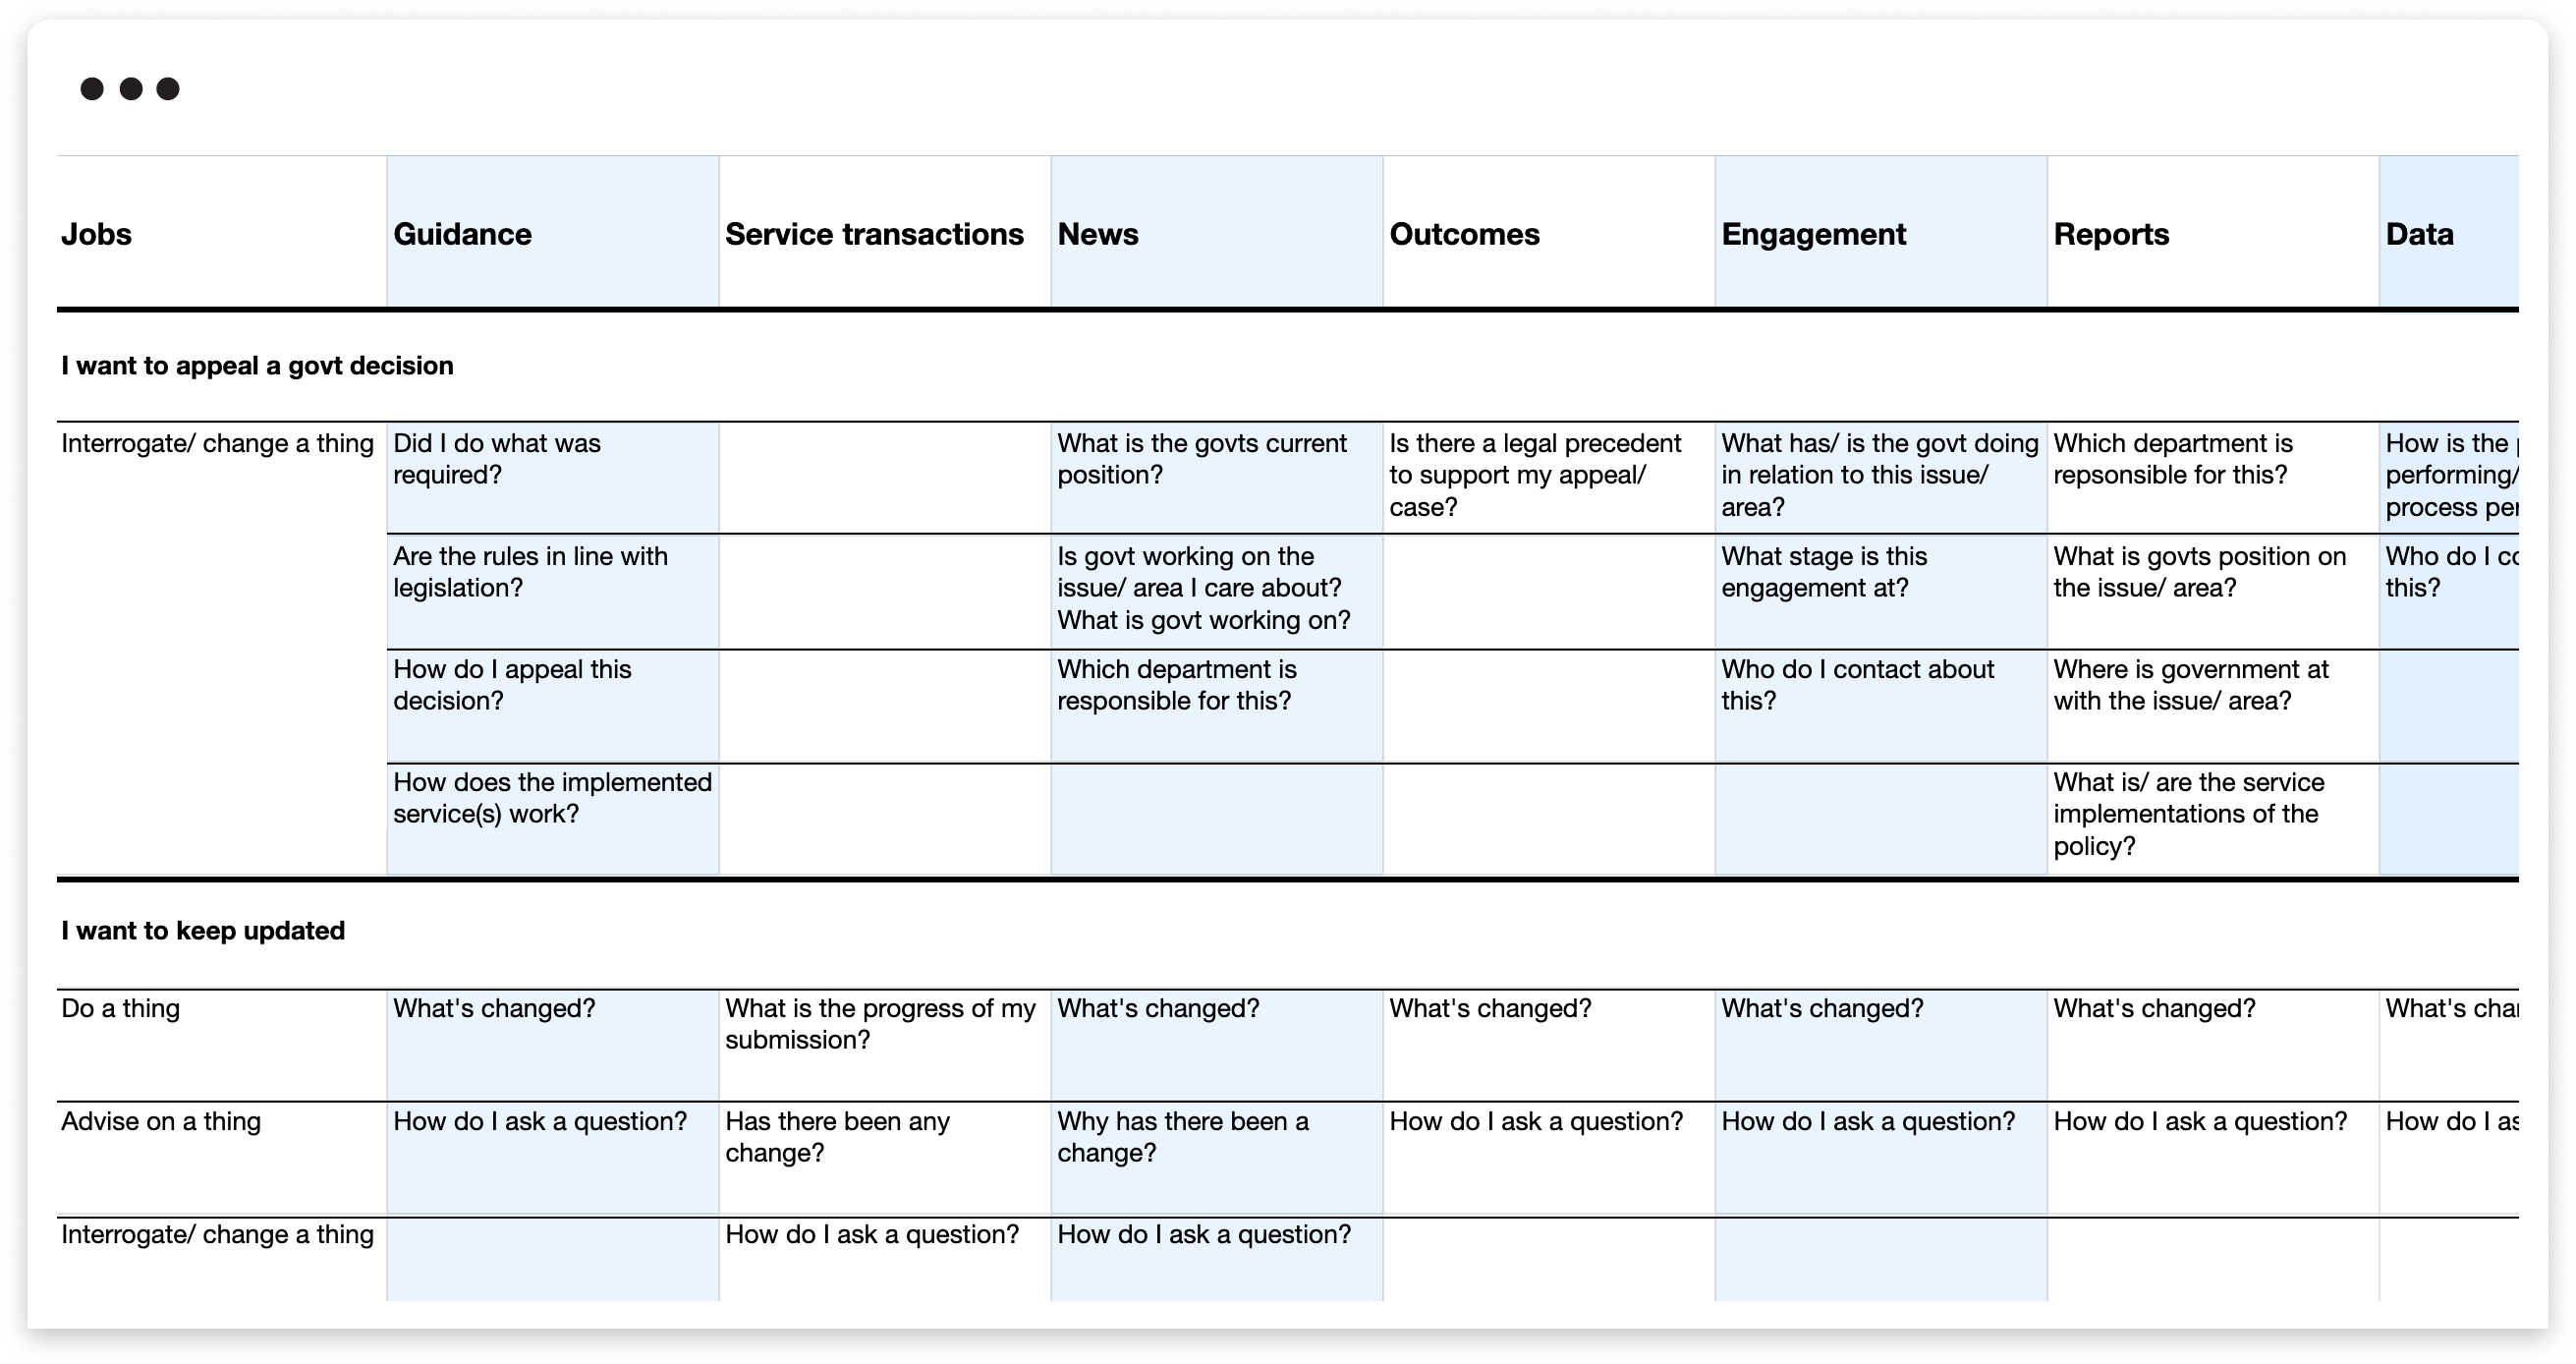 Jobs
Guidance
Service transactions
News
Outcomes
Engagement
Reports
Data
I want to appeal a govt decision
Interrogate/ change a thing
Did I do what was
required?
What is the govts current
position?
Is there a legal precedent
to support my appeal/
case?
What has/ is the govt doing
in relation to this issue/
area?
Which department is
repsonsible for this?
How is the
performing/
process
Are the rules in line with
legislation?
Is govt working on the
issue/ area I care about?
What is govt working on?
What stage is this
engagement at?
What is govts position on
the issue/ area?
Who do I
this?
How do I appeal this
decision?
Which department is
responsible for this?
Who do I contact about
this?
Where is government at
with the issue/ area?
How does the implemented
service(s) work?
What is/ are the service
implementations of the
policy?
I want to keep updated
Do a thing
What's changed?
What is the progress of my
submission?
What's changed?
What's changed?
What's changed?
What's changed?
What's
Advise on a thing
How do I ask a question?
Has there been any
change?
Why has there been a
change?
How do I ask a question?
How do I ask a question?
How do I ask a question?
How do I
Interrogate/ change a thing
How do I ask a question?
How do I ask a question?